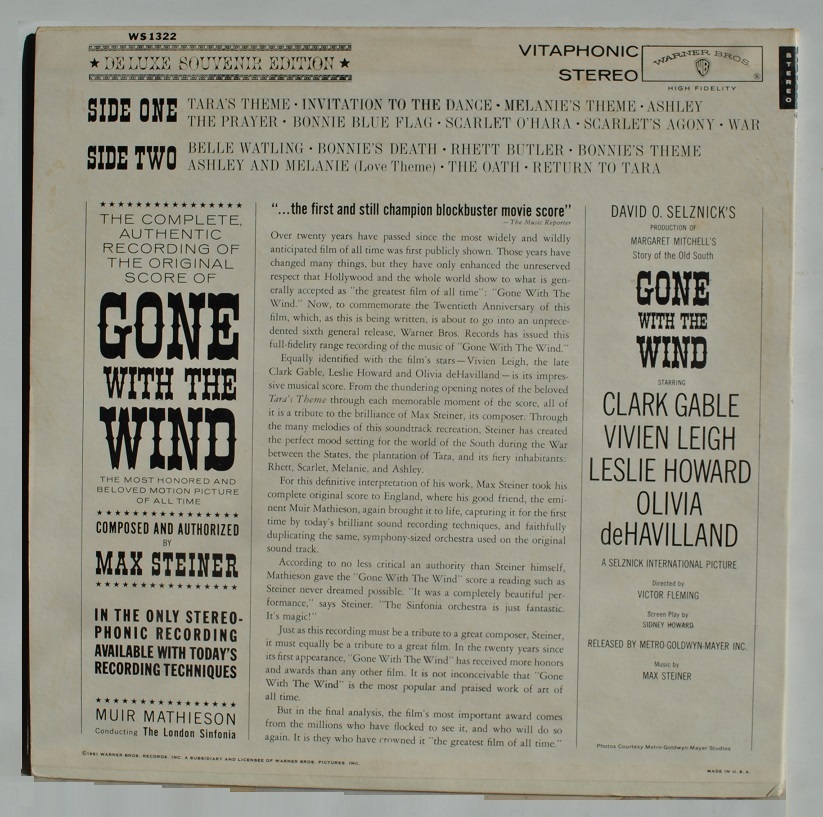 WS1322
★ DE LUXE SOUVENIR EDITION ★
VITAPHONIC
STEREO
WARNER BROS.
WB
®
HIGH FIDELITY
STEREO
SIDE ONE
TARA'S THEME • INVITATION TO THE DANCE • MELANIE'S THEME • ASHLEY
THE PRAYER • BONNIE BLUE FLAG • SCARLET O'HARA • SCARLET'S AGONY • WAR
SIDE TWO
BELLE WATLING • BONNIE'S DEATH • RHETT BUTLER • BONNIE'S THEME
ASHLEY AND MELANIE (Love Theme) • THE OATH • RETURN TO TARA
THE COMPLETE,
AUTHENTIC
RECORDING OF
THE ORIGINAL
SCORE OF
GONE
WITH THE
WIND
THE MOST HONORED AND
BELOVED MOTION PICTURE
OF ALL TIME
COMPOSED AND AUTHORIZED
BY
MAX STEINER
IN THE ONLY STEREO-
PHONIC RECORDING
AVAILABLE WITH TODAY'S
RECORDING TECHNIQUES
MUIR MATHIESON
Conducting The London Sinfonia
"...the first and still champion blockbuster movie score"
—The Music Reporter
Over twenty years have passed since the most widely and wildly
anticipated film of all time was first publicly shown. Those years have
changed many things, but they have only enhanced the unreserved
respect that Hollywood and the whole world show to what is gen-
erally accepted as "the greatest film of all time": "Gone With The
Wind." Now, to commemorate the Twentieth Anniversary of this
film, which, as this is being written, is about to go into an unprece-
dented sixth general release, Warner Bros. Records has issued this
full-fidelity range recording of the music of "Gone With The Wind."
Equally identified with the film's stars—Vivien Leigh, the late
Clark Gable, Leslie Howard and Olivia deHavilland—is its impres-
sive musical score. From the thundering opening notes of the beloved
Tara's Theme through each memorable moment of the score, all of
it is a tribute to the brilliance of Max Steiner, its composer. Through
the many melodies of this soundtrack recreation, Steiner has created
the perfect mood setting for the world of the South during the War
between the States, the plantation of Tara, and its fiery inhabitants:
Rhett, Scarlet, Melanie, and Ashley.
For this definitive interpretation of his work, Max Steiner took his
complete original score to England, where his good friend, the emi-
nent Muir Mathieson, again brought it to life, capturing it for the first
time by today's brilliant sound recording techniques, and faithfully
duplicating the same, symphony-sized orchestra used on the original
sound track.
According to no less critical an authority than Steiner himself,
Mathieson gave the "Gone With The Wind" score a reading such as
Steiner never dreamed possible. "It was a completely beautiful per-
formance," says Steiner. "The Sinfonia orchestra is just fantastic.
It's magic!"
Just as this recording must be a tribute to a great composer, Steiner,
it must equally be a tribute to a great film. In the twenty years since
its first appearance, "Gone With The Wind" has received more honors
and awards than any other film. It is not inconceivable that "Gone
With The Wind" is the most popular and praised work of art of
all time.
But in the final analysis, the film's most important award comes
from the millions who have flocked to see it, and who will do so
again. It is they who have crowned it "the greatest film of all time."
DAVID O. SELZNICK'S
PRODUCTION OF
MARGARET MITCHELL'S
Story of the Old South
GONE
WITH THE
WIND
STARRING
CLARK GABLE
VIVIEN LEIGH
LESLIE HOWARD
OLIVIA
deHAVILLAND
A SELZNICK INTERNATIONAL PICTURE
Directed by
VICTOR FLEMING
Screen Play by
SIDNEY HOWARD
RELEASED BY METRO-GOLDWYN-MAYER INC.
Music by
MAX STEINER
Photos Courtesy Metro-Goldwyn-Mayer Studios
©1961 WARNER BROS. RECORDS, INC. A SUBSIDIARY AND LICENSEE OF WARNER BROS. PICTURES, INC.
MADE IN U.S.A.